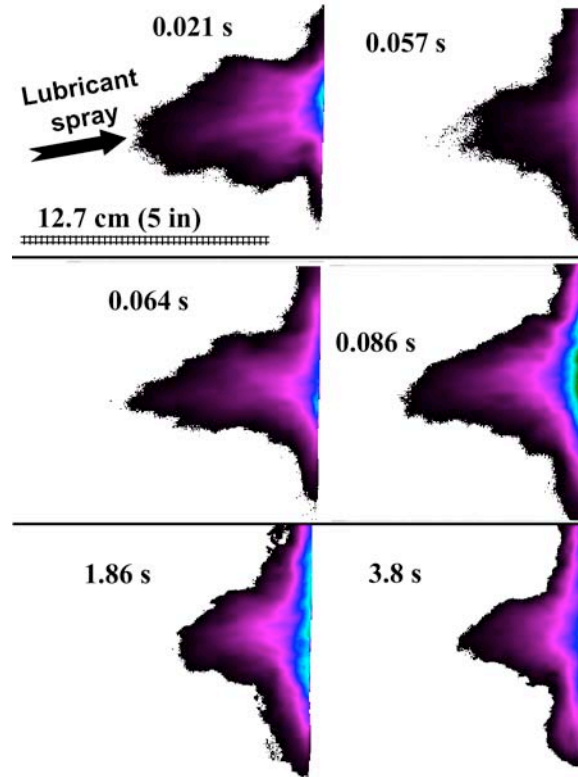 0.021 s
0.057 s
Lubricant
spray
12.7 cm (5 in)
0.064 s
0.086 s
1.86 s
3.8 s